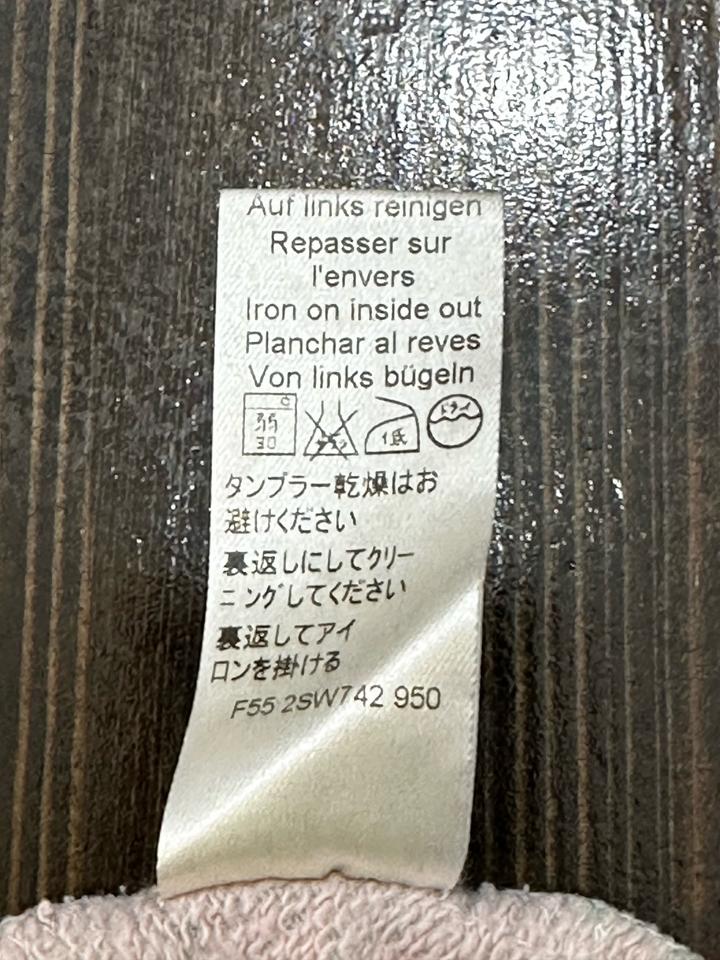 Auf links reinigen
Repasser sur
l'envers
Iron on inside out
Planchar al reves
Von links bügeln
C
弱
30
低
ドライ
タンブラー乾燥はお
避けください
裏返しにしてクリー
ニングしてください
裏返してアイ
ロンを掛ける
F55 2SW742 950